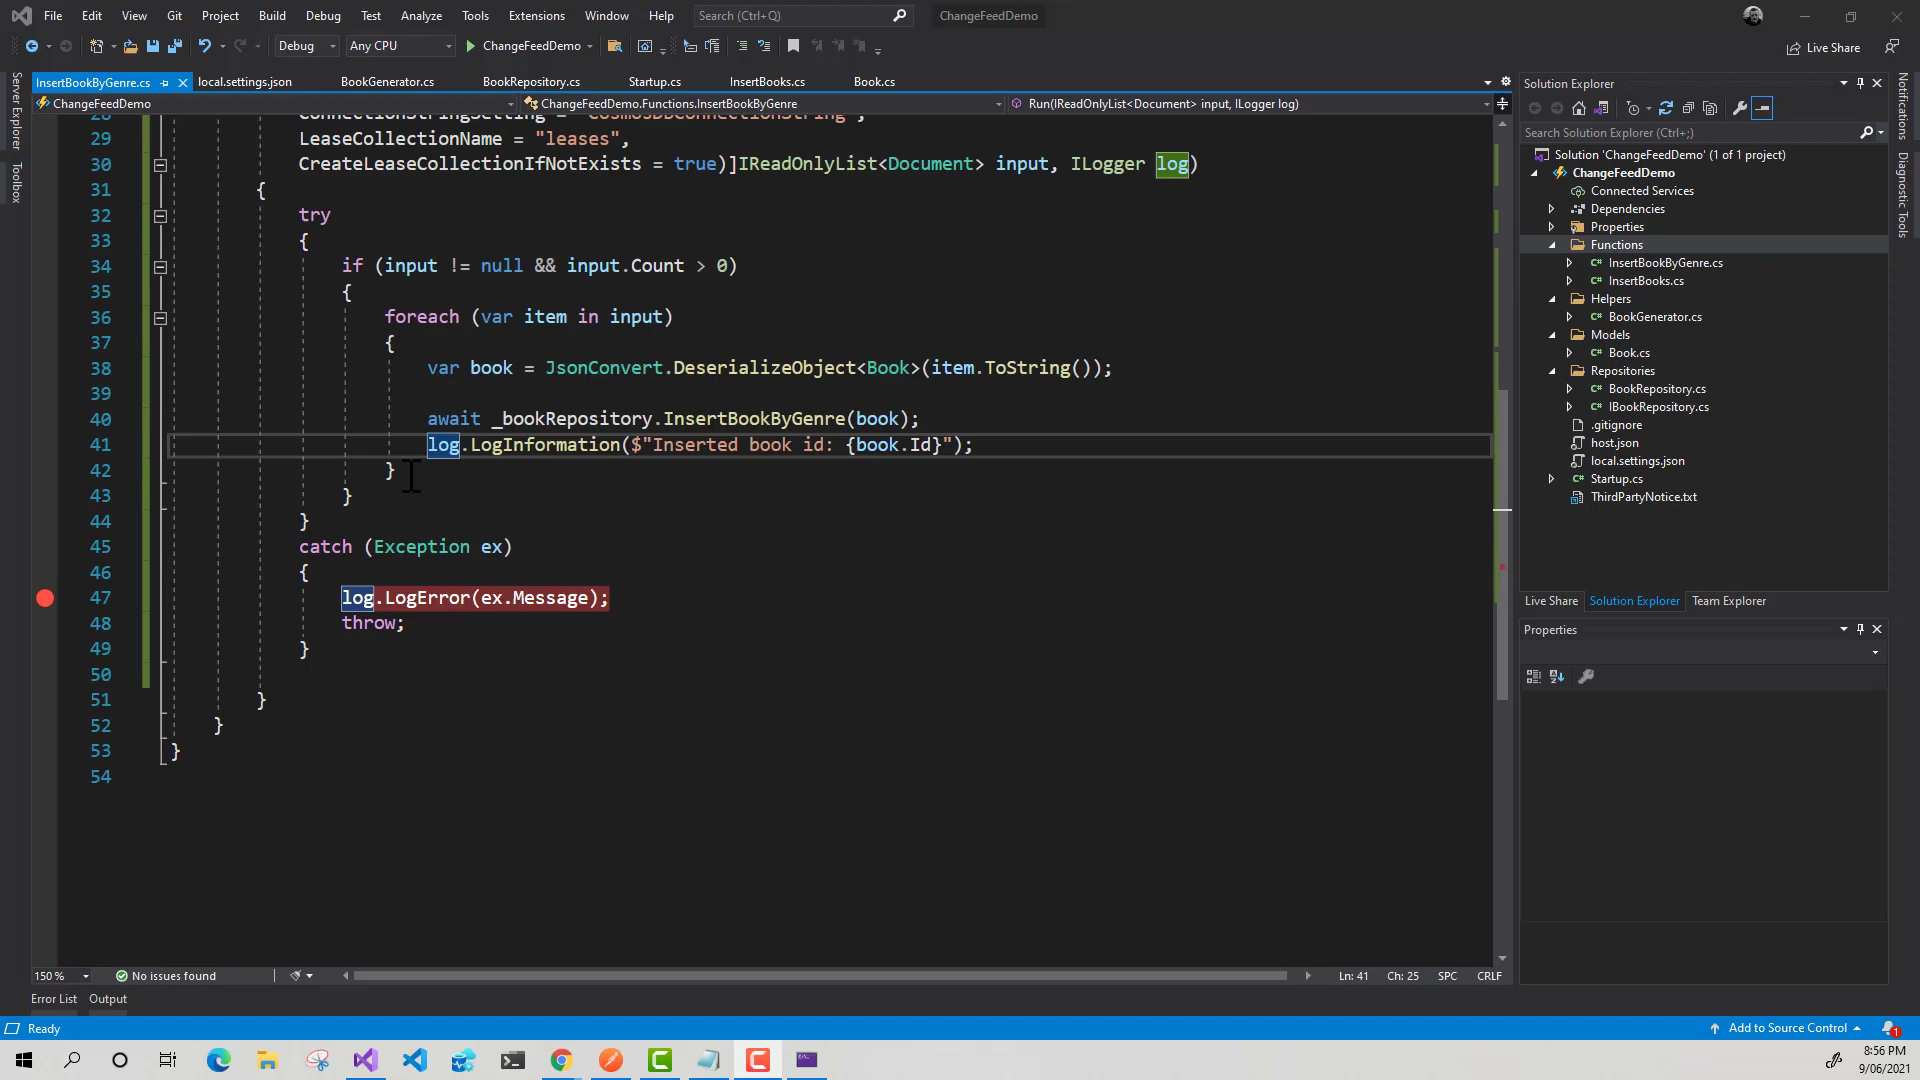 File Edit View Git Project Build Debug Test Analyze Tools Extensions Window Help Search (Ctrl+Q) ChangeFeedDemo
Debug Any CPU ChangeFeedDemo Live Share
InsertBookByGenre.cs local.settings.json BookGenerator.cs BookRepository.cs Startup.cs InsertBooks.cs Book.cs
ChangeFeedDemo ChangeFeedDemo.Functions.InsertBookByGenre Run(IReadOnlyList<Document> input, ILogger log)
Server Explorer
Toolbox
28 ConnectionStringSetting = "CosmosDBConnectionString",
29 LeaseCollectionName = "leases",
30 CreateLeaseCollectionIfNotExists = true)]IReadOnlyList<Document> input, ILogger log)
31 {
32 try
33 {
34 if (input != null && input.Count > 0)
35 {
36 foreach (var item in input)
37 {
38 var book = JsonConvert.DeserializeObject<Book>(item.ToString());
39
40 await _bookRepository.InsertBookByGenre(book);
41 log.LogInformation($"Inserted book id: {book.Id}");
42 }
43 }
44 }
45 catch (Exception ex)
46 {
47 log.LogError(ex.Message);
48 throw;
49 }
50
51 }
52 }
53 }
54
150 % No issues found Ln: 41 Ch: 25 SPC CRLF
Error List Output
Solution Explorer
Search Solution Explorer (Ctrl+;)
Solution 'ChangeFeedDemo' (1 of 1 project)
ChangeFeedDemo
Connected Services
Dependencies
Properties
Functions
C# InsertBookByGenre.cs
C# InsertBooks.cs
Helpers
C# BookGenerator.cs
Models
C# Book.cs
Repositories
C# BookRepository.cs
C# IBookRepository.cs
.gitignore
host.json
local.settings.json
C# Startup.cs
ThirdPartyNotice.txt
Live Share Solution Explorer Team Explorer
Properties
Notifications
Diagnostic Tools
Ready Add to Source Control 1
8:56 PM
9/06/2021